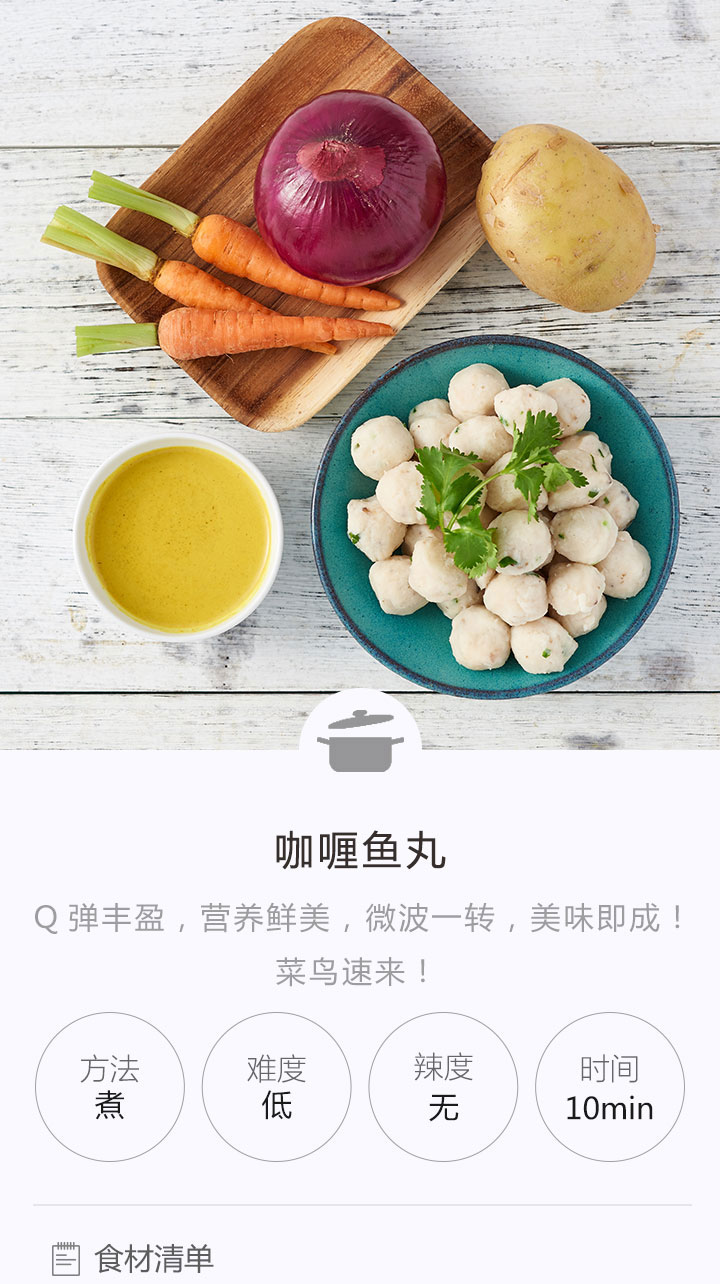 咖喱鱼丸
Q 弹丰盈，营养鲜美，微波一转，美味即成！
菜鸟速来！
方法
煮
难度
低
辣度
无
时间
10min
食材清单